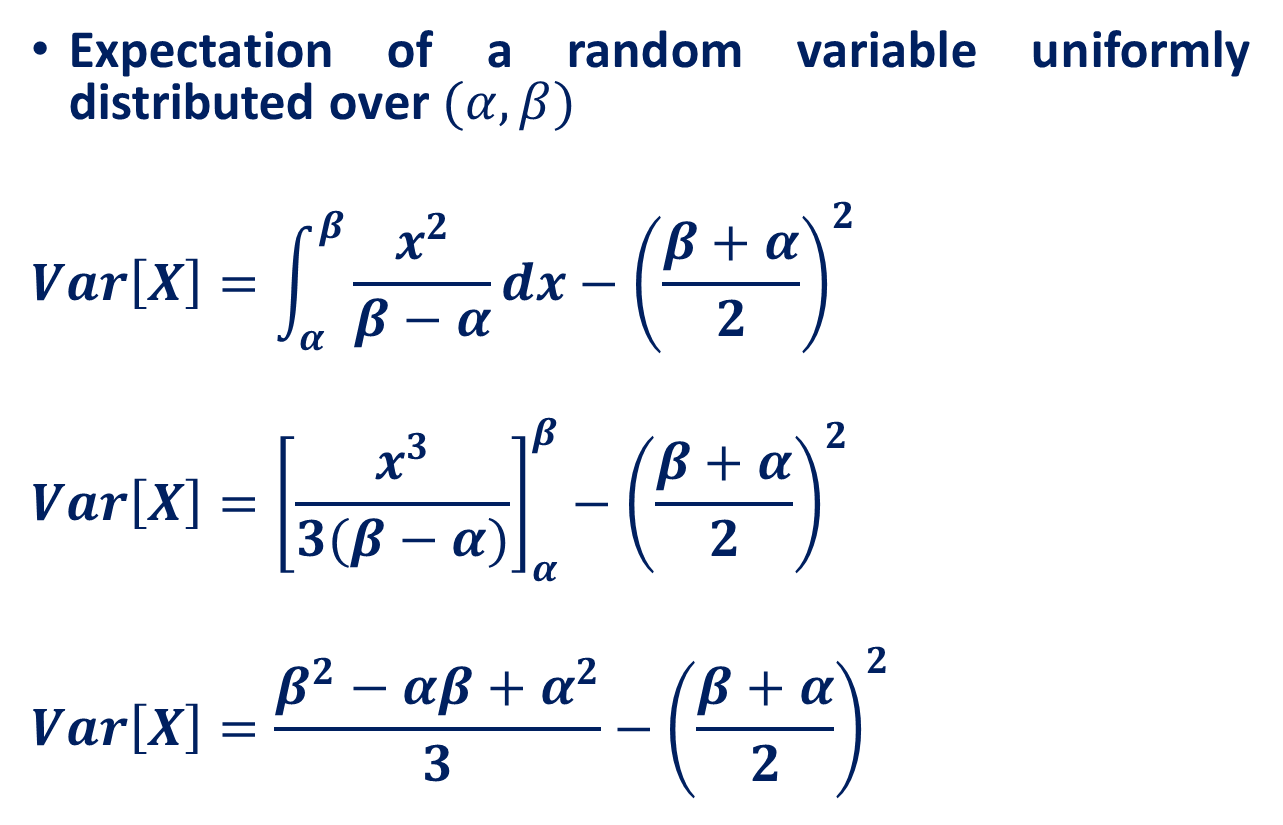 • Expectation of a random variable uniformly
distributed over (α, β)
Var[X] = ∫_α^β x²/(β − α) dx − ((β + α)/2)²
Var[X] = [x³/(3(β − α))]_α^β − ((β + α)/2)²
Var[X] = (β² − αβ + α²)/3 − ((β + α)/2)²